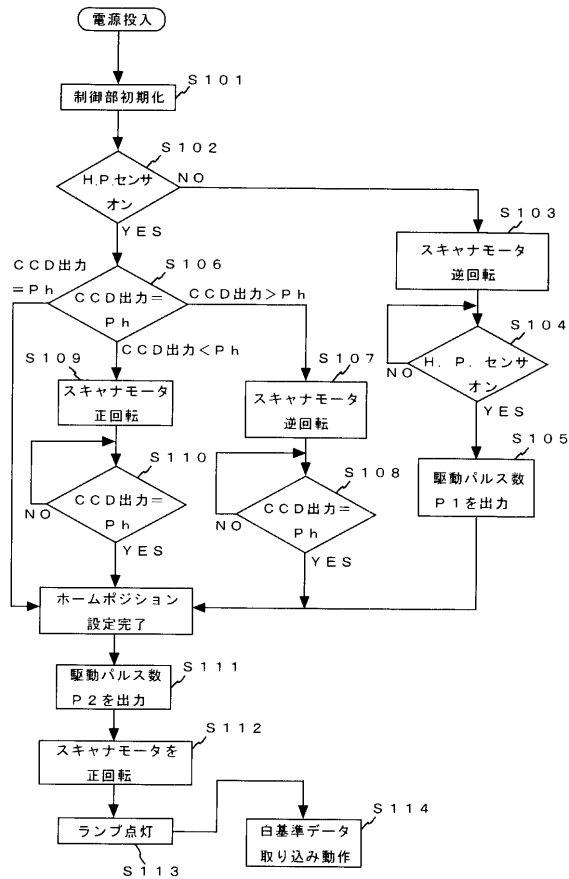 電源投入
S101
制御部初期化
S102
H.P.センサ
オン
NO
YES
S103
スキャナモータ
逆回転
CCD出力
=Ph
S106
CCD出力=
Ph
CCD出力>Ph
CCD出力<Ph
S104
H. P. センサ
オン
NO
YES
S109
スキャナモータ
正回転
S107
スキャナモータ
逆回転
S105
駆動パルス数
P1を出力
S110
CCD出力=
Ph
NO
YES
S108
CCD出力=
Ph
NO
YES
ホームポジション
設定完了
S111
駆動パルス数
P2を出力
S112
スキャナモータを
正回転
ランプ点灯
S113
S114
白基準データ
取り込み動作